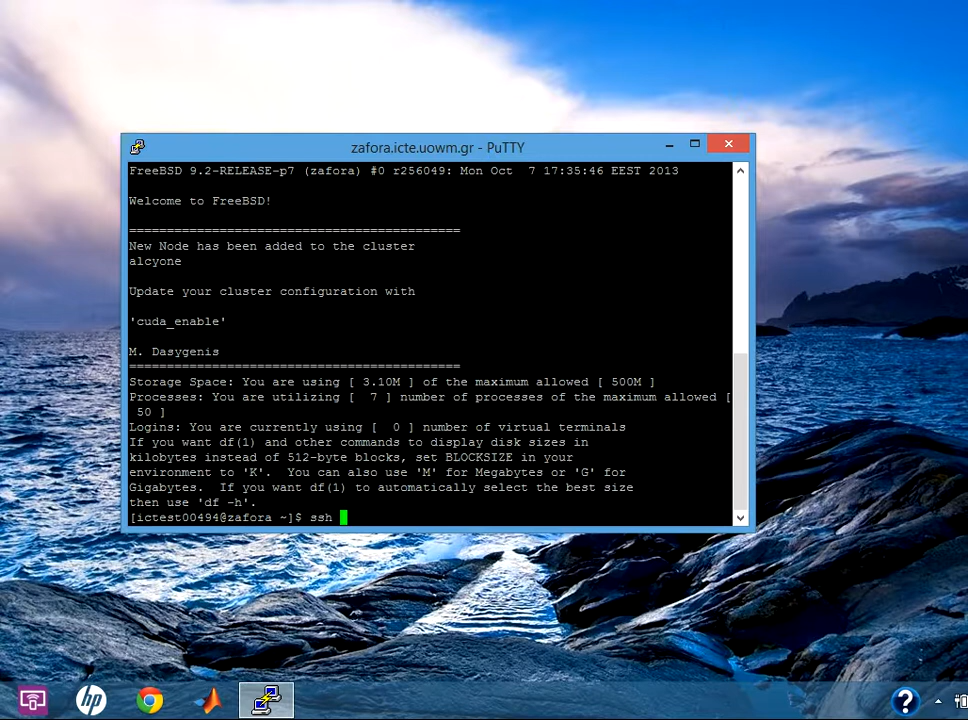 zafora.icte.uowm.gr - PuTTY
FreeBSD 9.2-RELEASE-p7 (zafora) #0 r256049: Mon Oct  7 17:35:46 EEST 2013
Welcome to FreeBSD!
============================================
New Node has been added to the cluster
alcyone
Update your cluster configuration with
'cuda_enable'
M. Dasygenis
============================================
Storage Space: You are using [ 3.10M ] of the maximum allowed [ 500M ]
Processes: You are utilizing [  7 ] number of processes of the maximum allowed [
 50 ]
Logins: You are currently using [  0 ] number of virtual terminals
If you want df(1) and other commands to display disk sizes in
kilobytes instead of 512-byte blocks, set BLOCKSIZE in your
environment to 'K'.  You can also use 'M' for Megabytes or 'G' for
Gigabytes.  If you want df(1) to automatically select the best size
then use 'df -h'.
[ictest00494@zafora ~]$ ssh
hp
?